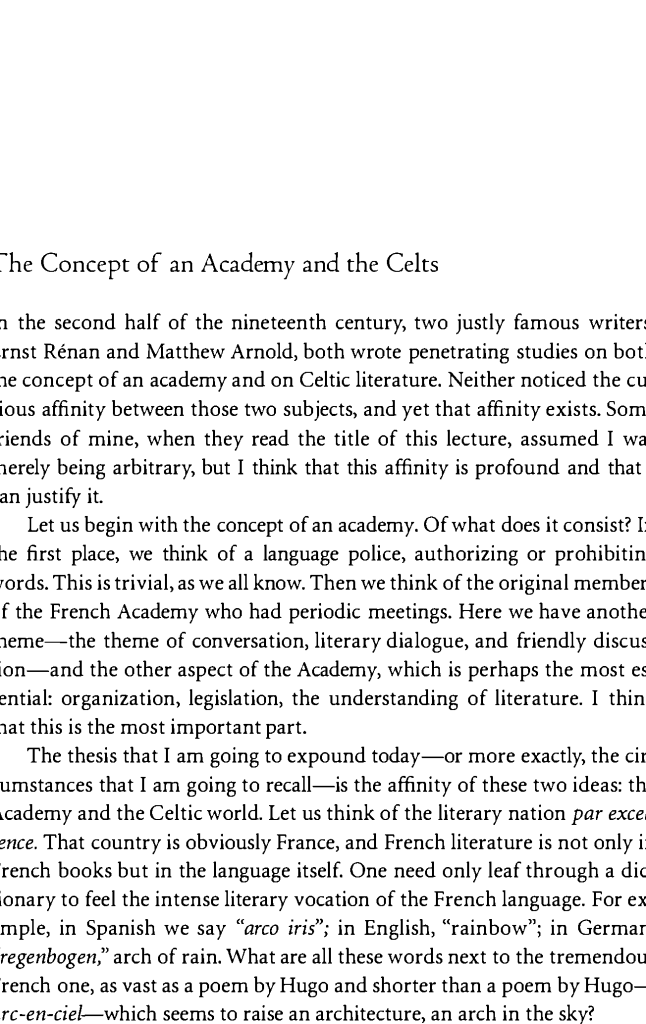 The Concept of an Academy and the Celts
n the second half of the nineteenth century, two justly famous writers
rnst Rénan and Matthew Arnold, both wrote penetrating studies on bot
he concept of an academy and on Celtic literature. Neither noticed the cu
ious affinity between those two subjects, and yet that affinity exists. Som
riends of mine, when they read the title of this lecture, assumed I wa
merely being arbitrary, but I think that this affinity is profound and that
an justify it.
Let us begin with the concept of an academy. Of what does it consist? I
he first place, we think of a language police, authorizing or prohibitin
words. This is trivial, as we all know. Then we think of the original member
f the French Academy who had periodic meetings. Here we have anothe
heme—the theme of conversation, literary dialogue, and friendly discus
ion—and the other aspect of the Academy, which is perhaps the most es
ential: organization, legislation, the understanding of literature. I thin
hat this is the most important part.
The thesis that I am going to expound today—or more exactly, the cir
umstances that I am going to recall—is the affinity of these two ideas: th
Academy and the Celtic world. Let us think of the literary nation par exce
ence. That country is obviously France, and French literature is not only i
French books but in the language itself. One need only leaf through a dic
ionary to feel the intense literary vocation of the French language. For ex
mple, in Spanish we say “arco iris”; in English, “rainbow”; in German
regenbogen,” arch of rain. What are all these words next to the tremendou
French one, as vast as a poem by Hugo and shorter than a poem by Hugo—
rc-en-ciel—which seems to raise an architecture, an arch in the sky?